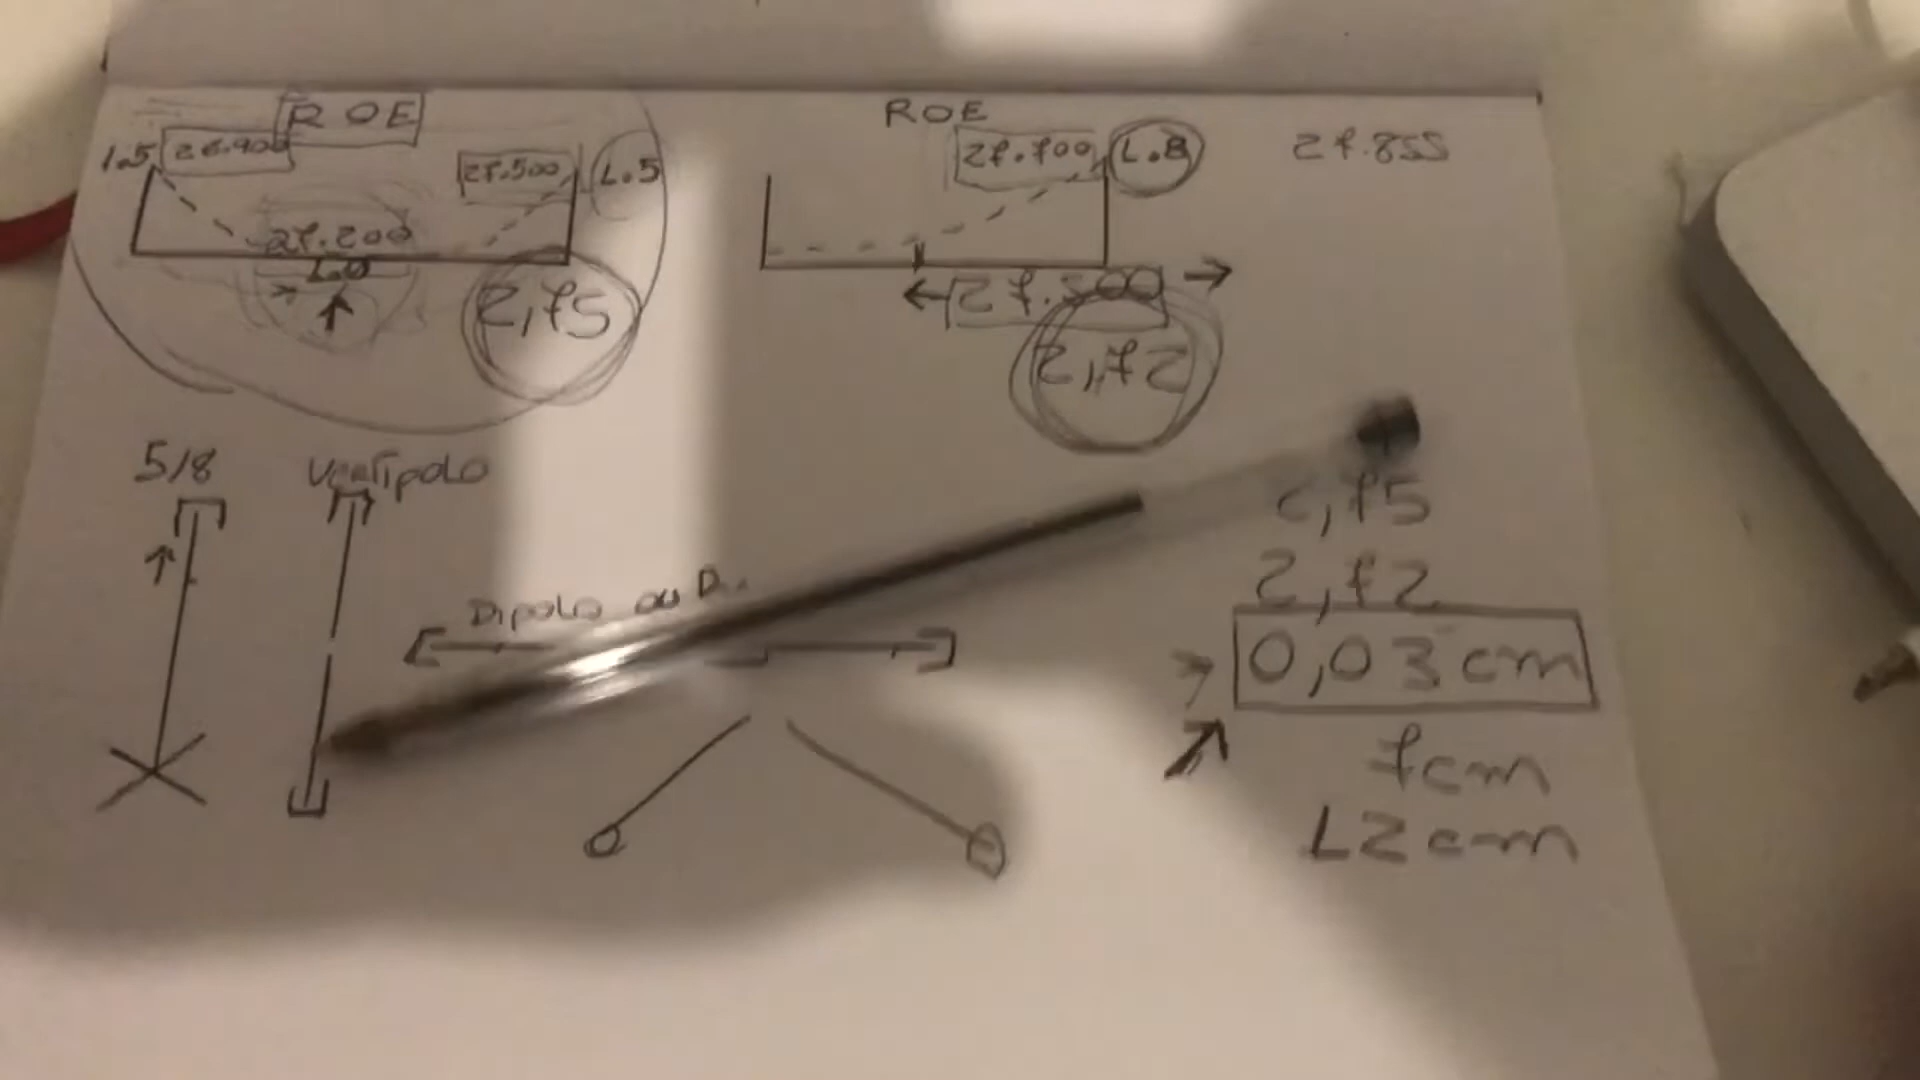 ROE
1.5 26.900
27.500 1.5
27.200
1.0
2,75
ROE
27.700 1.8
27.855
27.500
2,72
5/8
Vertipolo
Dipolo ou D..
2,75
2,72
0,03 cm
7cm
12cm